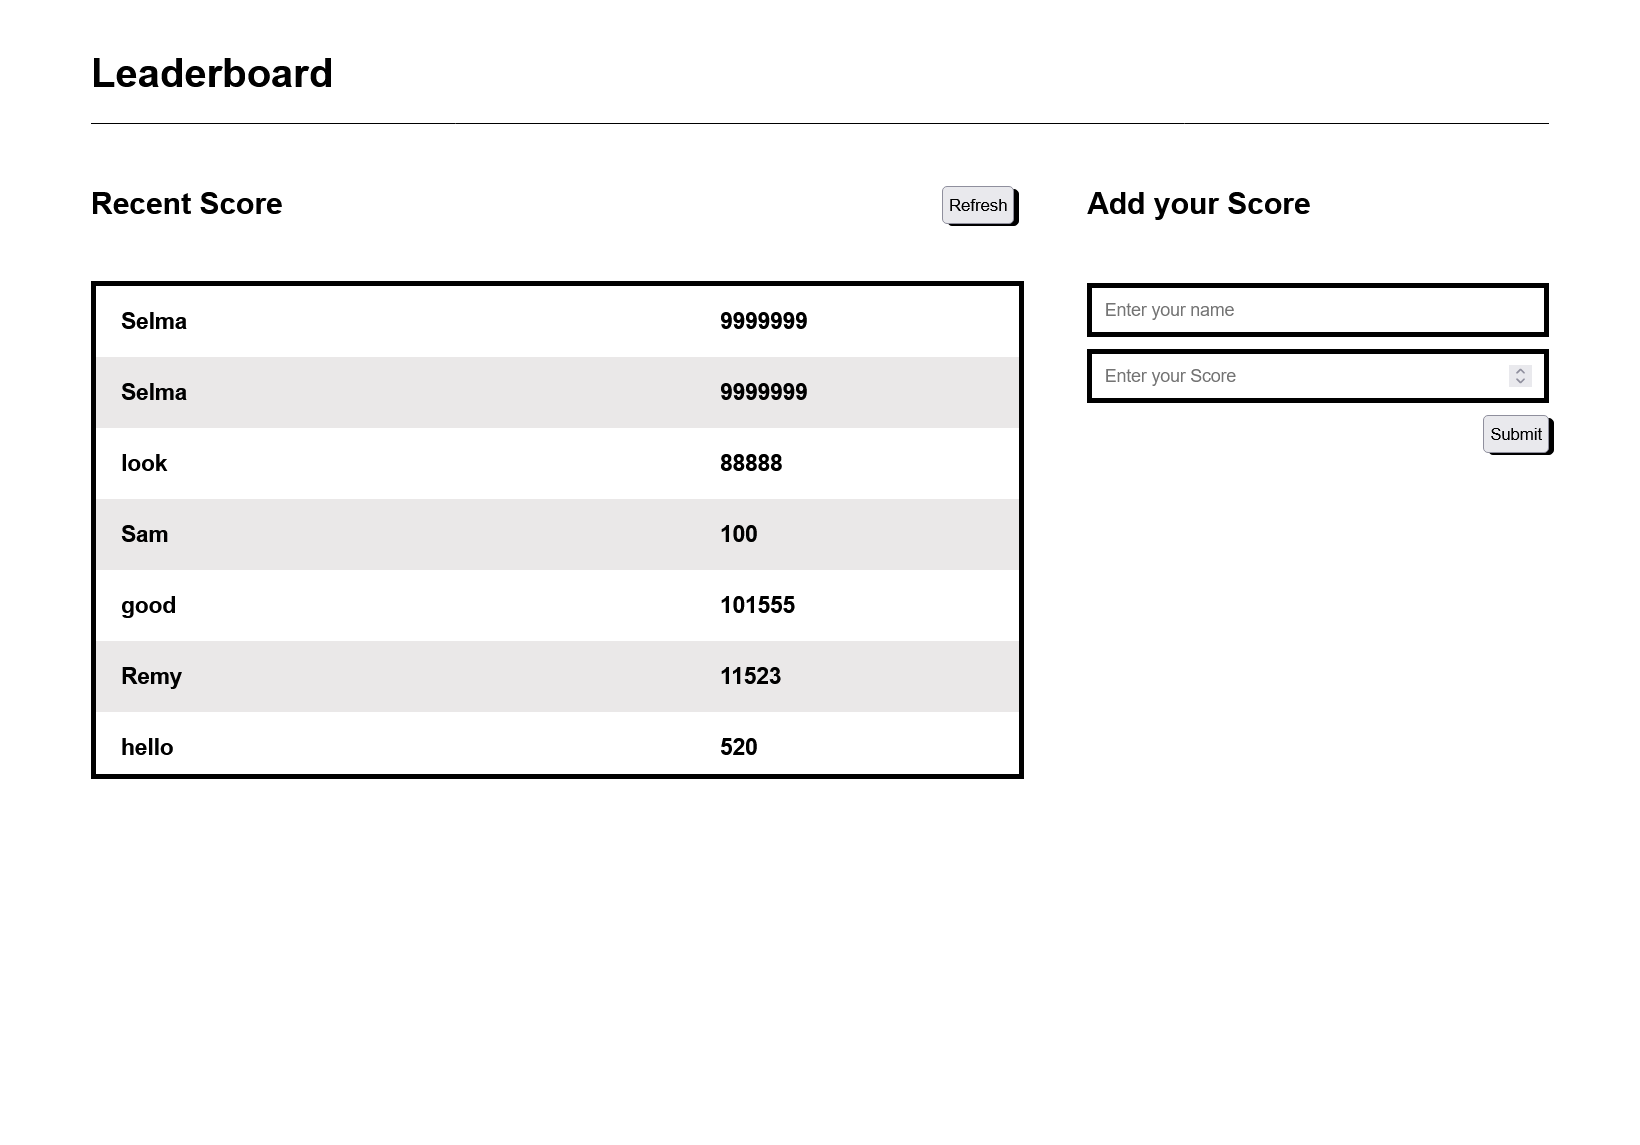 Leaderboard
Recent Score
Refresh
Selma 9999999
Selma 9999999
look 88888
Sam 100
good 101555
Remy 11523
hello 520
Add your Score
Enter your name
Enter your Score
Submit